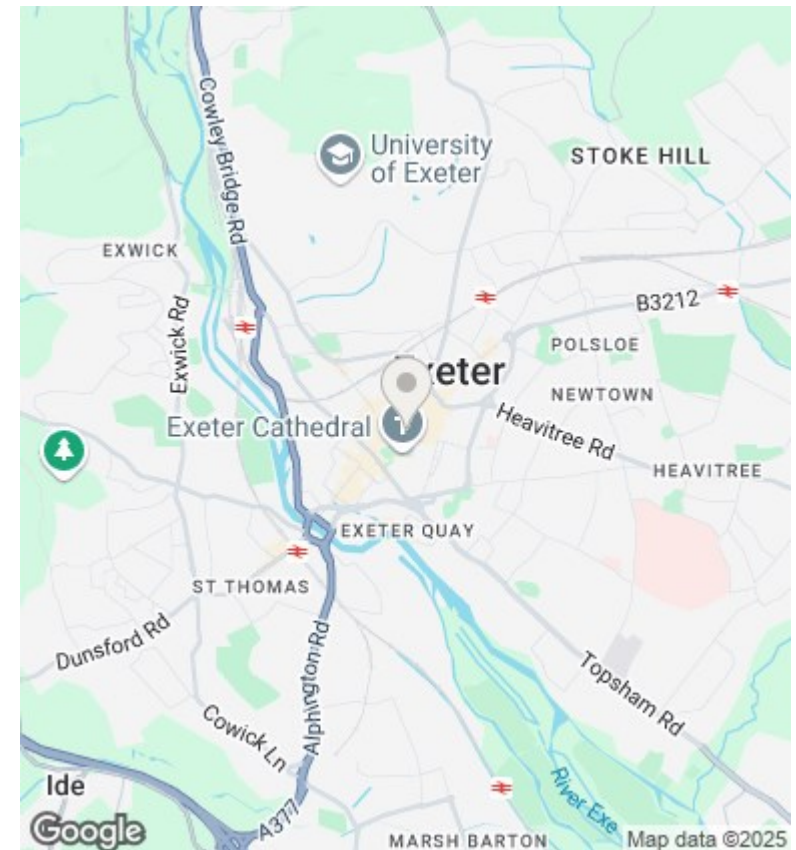 Cowley Bridge Rd
University
of Exeter
STOKE HILL
EXWICK
Exwick Rd
B3212
POLSLOE
Exeter
NEWTOWN
Exeter Cathedral
Heavitree Rd
HEAVITREE
EXETER QUAY
ST THOMAS
Dunsford Rd
Alphington Rd
Topsham Rd
Cowick Ln
Ide
A377
River Exe
MARSH BARTON
Google
Map data ©2025